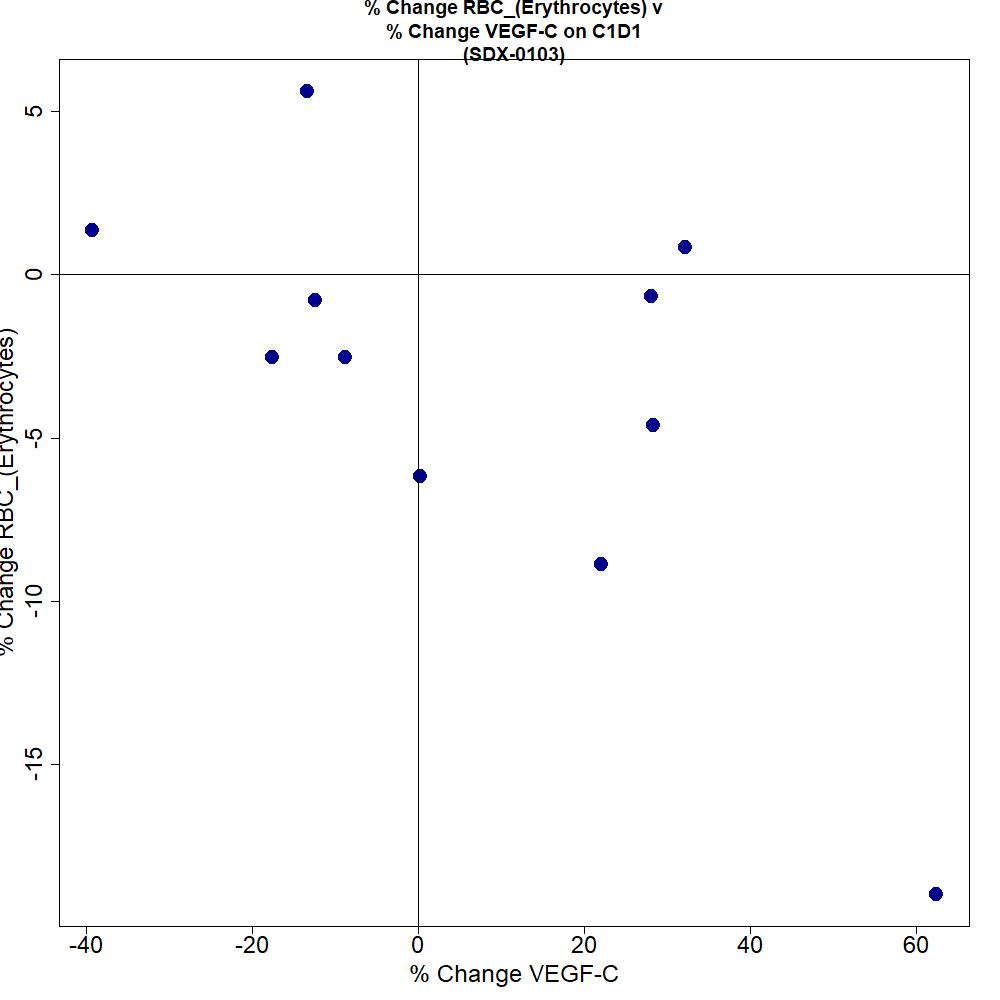 % Change RBC_(Erythrocytes) v
% Change VEGF-C on C1D1
(SDX-0103)
5
0
-5
-10
-15
% Change RBC_(Erythrocytes)
-40
-20
0
20
40
60
% Change VEGF-C